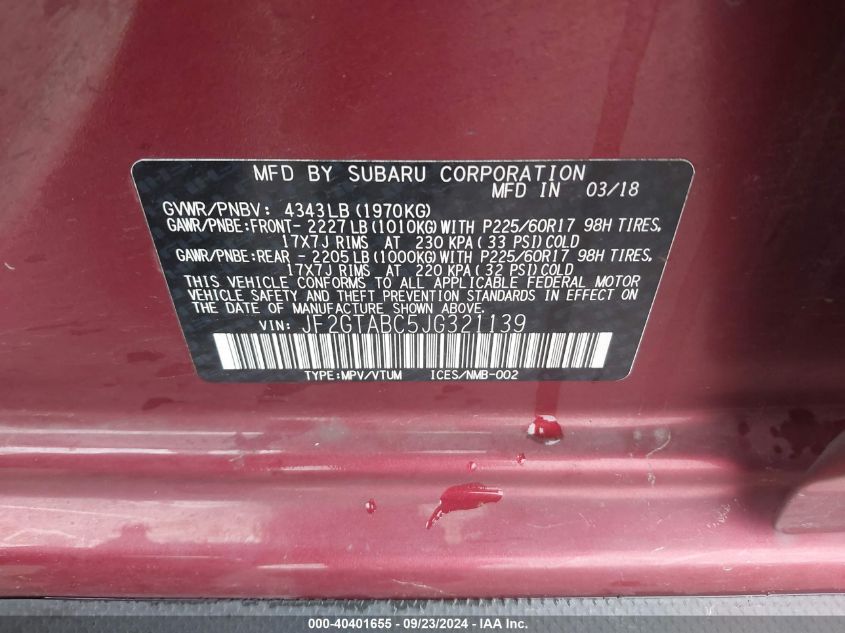 MFD BY SUBARU CORPORATION
MFD IN 03/18
GVWR/PNBV: 4343LB(1970KG)
GAWR/PNBE:FRONT- 2227LB(1010KG)WITH P225/60R17 98H TIRES,
17X7J RIMS AT 230 KPA(33 PSI)COLD
GAWR/PNBE:REAR - 2205LB(1000KG)WITH P225/60R17 98H TIRES,
17X7J RIMS AT 220 KPA(32 PSI)COLD
THIS VEHICLE CONFORMS TO ALL APPLICABLE FEDERAL MOTOR
VEHICLE SAFETY AND THEFT PREVENTION STANDARDS IN EFFECT ON
THE DATE OF MANUFACTURE SHOWN ABOVE.
VIN: JF2GTABC5JG321139
TYPE:MPV/VTUM ICES/NMB-002
000-40401655 - 09/23/2024 - IAA Inc.